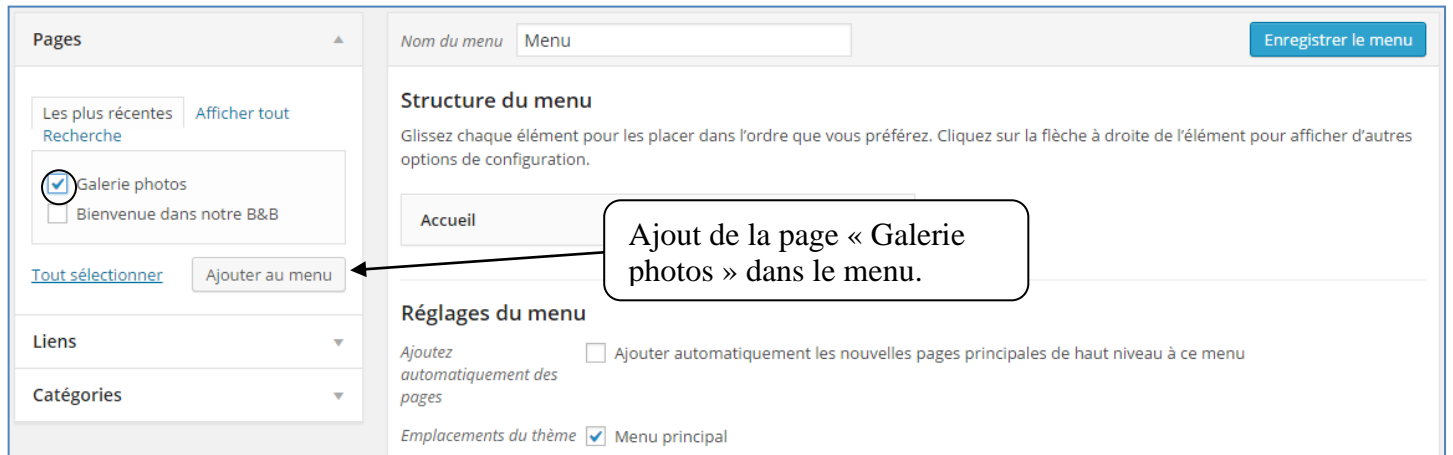 Pages
Les plus récentes Afficher tout
Recherche
Galerie photos
Bienvenue dans notre B&B
Tout sélectionner Ajouter au menu
Liens
Catégories
Nom du menu Menu Enregistrer le menu
Structure du menu
Glissez chaque élément pour les placer dans l’ordre que vous préférez. Cliquez sur la flèche à droite de l’élément pour afficher d’autres
options de configuration.
Accueil
Ajout de la page « Galerie
photos » dans le menu.
Réglages du menu
Ajoutez
automatiquement des
pages
Ajouter automatiquement les nouvelles pages principales de haut niveau à ce menu
Emplacements du thème Menu principal